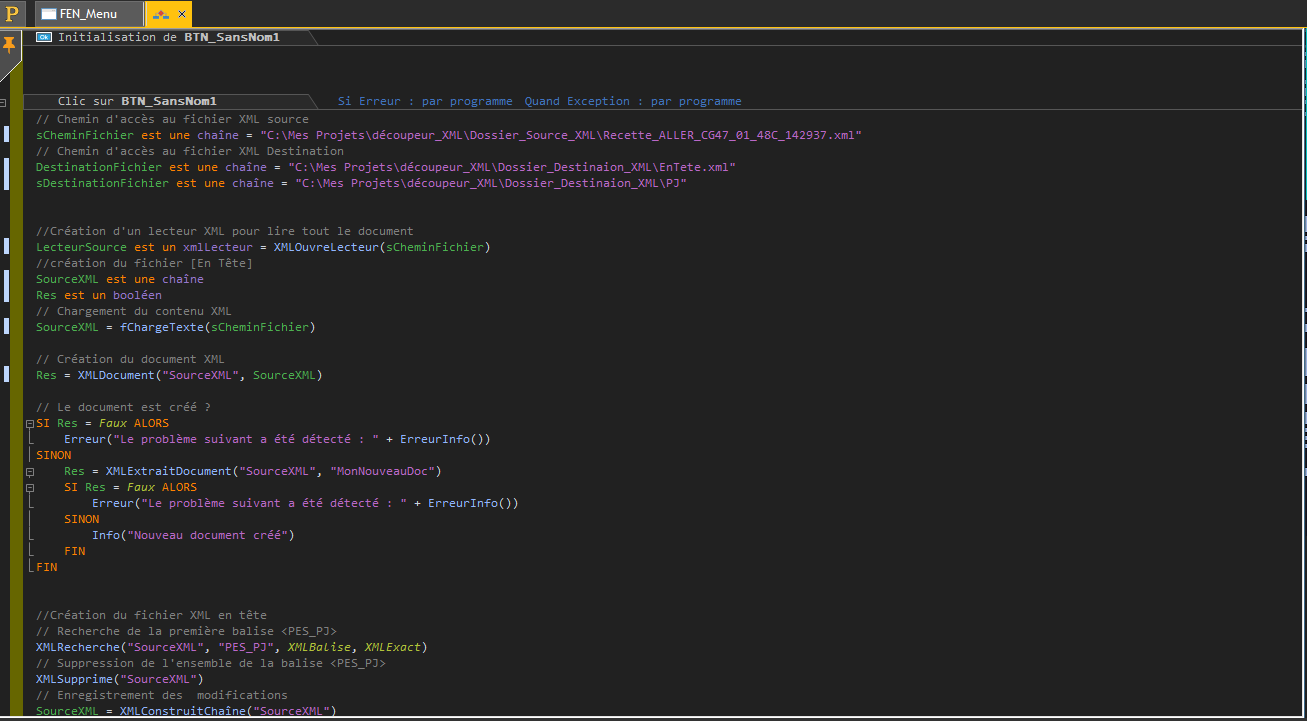 P FEN_Menu ×
Ok Initialisation de BTN_SansNom1
Clic sur BTN_SansNom1 Si Erreur : par programme Quand Exception : par programme
// Chemin d'accès au fichier XML source
sCheminFichier est une chaîne = "C:\Mes Projets\découpeur_XML\Dossier_Source_XML\Recette_ALLER_CG47_01_48C_142937.xml"
// Chemin d'accès au fichier XML Destination
DestinationFichier est une chaîne = "C:\Mes Projets\découpeur_XML\Dossier_Destinaion_XML\EnTete.xml"
sDestinationFichier est une chaîne = "C:\Mes Projets\découpeur_XML\Dossier_Destinaion_XML\PJ"
//Création d'un lecteur XML pour lire tout le document
LecteurSource est un xmlLecteur = XMLOuvreLecteur(sCheminFichier)
//création du fichier [En Tête]
SourceXML est une chaîne
Res est un booléen
// Chargement du contenu XML
SourceXML = fChargeTexte(sCheminFichier)
// Création du document XML
Res = XMLDocument("SourceXML", SourceXML)
// Le document est créé ?
SI Res = Faux ALORS
Erreur("Le problème suivant a été détecté : " + ErreurInfo())
SINON
Res = XMLExtraitDocument("SourceXML", "MonNouveauDoc")
SI Res = Faux ALORS
Erreur("Le problème suivant a été détecté : " + ErreurInfo())
SINON
Info("Nouveau document créé")
FIN
FIN
//Création du fichier XML en tête
// Recherche de la première balise <PES_PJ>
XMLRecherche("SourceXML", "PES_PJ", XMLBalise, XMLExact)
// Suppression de l'ensemble de la balise <PES_PJ>
XMLSupprime("SourceXML")
// Enregistrement des  modifications
SourceXML = XMLConstruitChaîne("SourceXML")